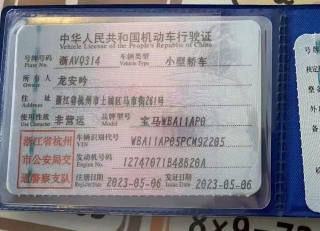 中华人民共和国机动车行驶证
Vehicle License of the People's Republic of China
号牌号码 Plate No. 浙AVQ314 车辆类型 Vehicle Type 小型轿车
所有人 Owner 龙安吟
住址 Address 浙江省杭州市上城区马市街261号
使用性质 Use Character 非营运 品牌型号 Model 宝马WBA11AP0
浙江省杭州市公安局交通警察支队
车辆识别代号 VIN WBA11AP05PCW92205
发动机号码 Engine No. 12747071B48B20A
注册日期 Register Date 2023-05-06 发证日期 Issue Date 2023-05-06